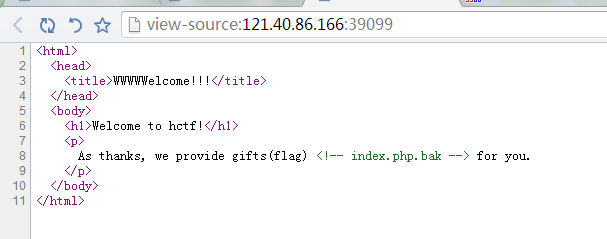 view-source:121.40.86.166:39099
1 <html>
2 <head>
3 <title>WWWWelcome!!!</title>
4 </head>
5 <body>
6 <h1>Welcome to hctf!</h1>
7 <p>
8 As thanks, we provide gifts(flag) <!-- index.php.bak --> for you.
9 </p>
10 </body>
11 </html>